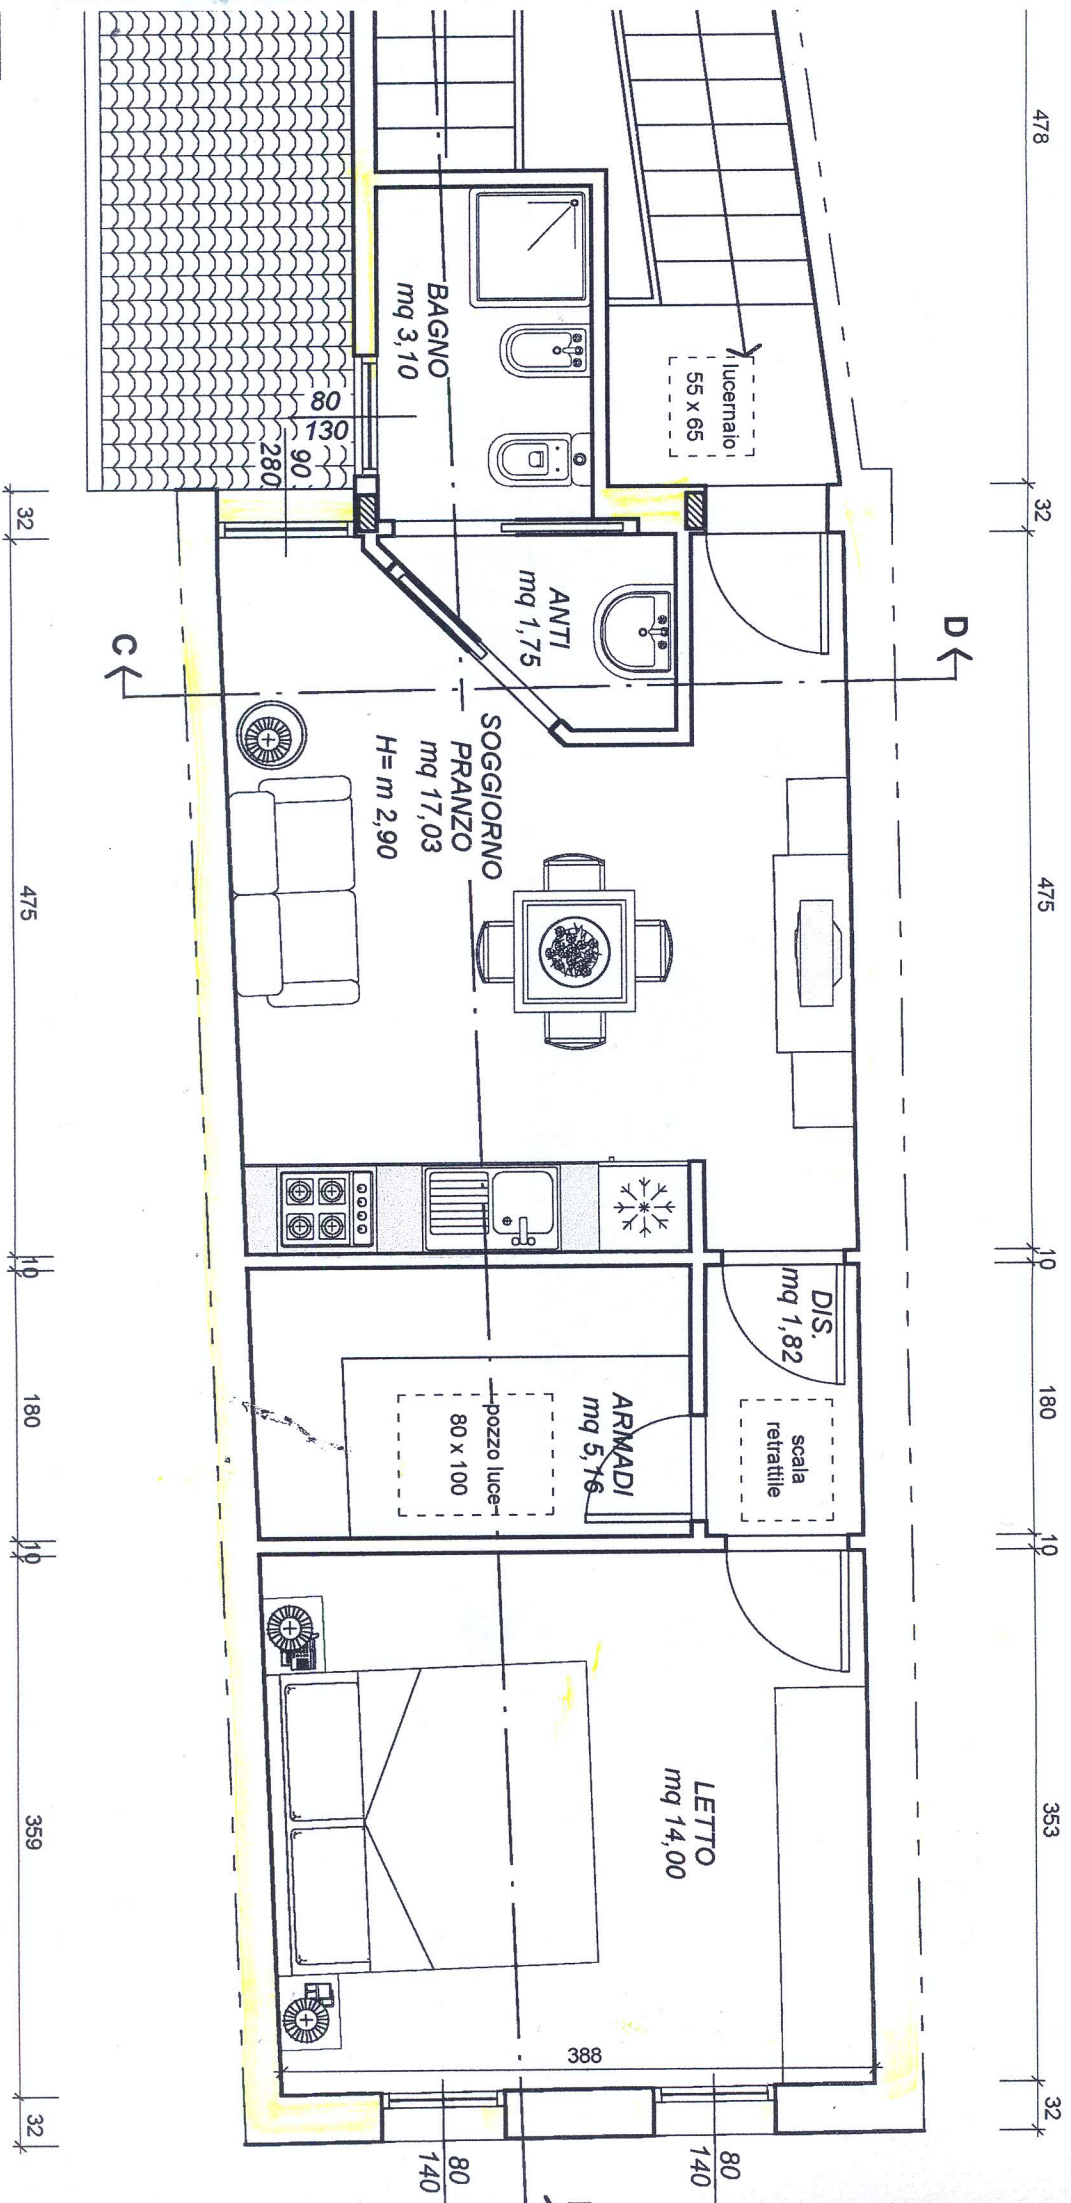 478
32
475
10
180
10
353
32
lucernaio
55 x 65
BAGNO
mq 3,10
80
130
90
280
ANTI
mq 1,75
D
C
SOGGIORNO
PRANZO
mq 17,03
H= m 2,90
DIS.
mq 1,82
scala
retrattile
ARMADI
mq 5,16
pozzo luce
80 x 100
LETTO
mq 14,00
388
80
140
80
140
32
475
10
180
10
359
32